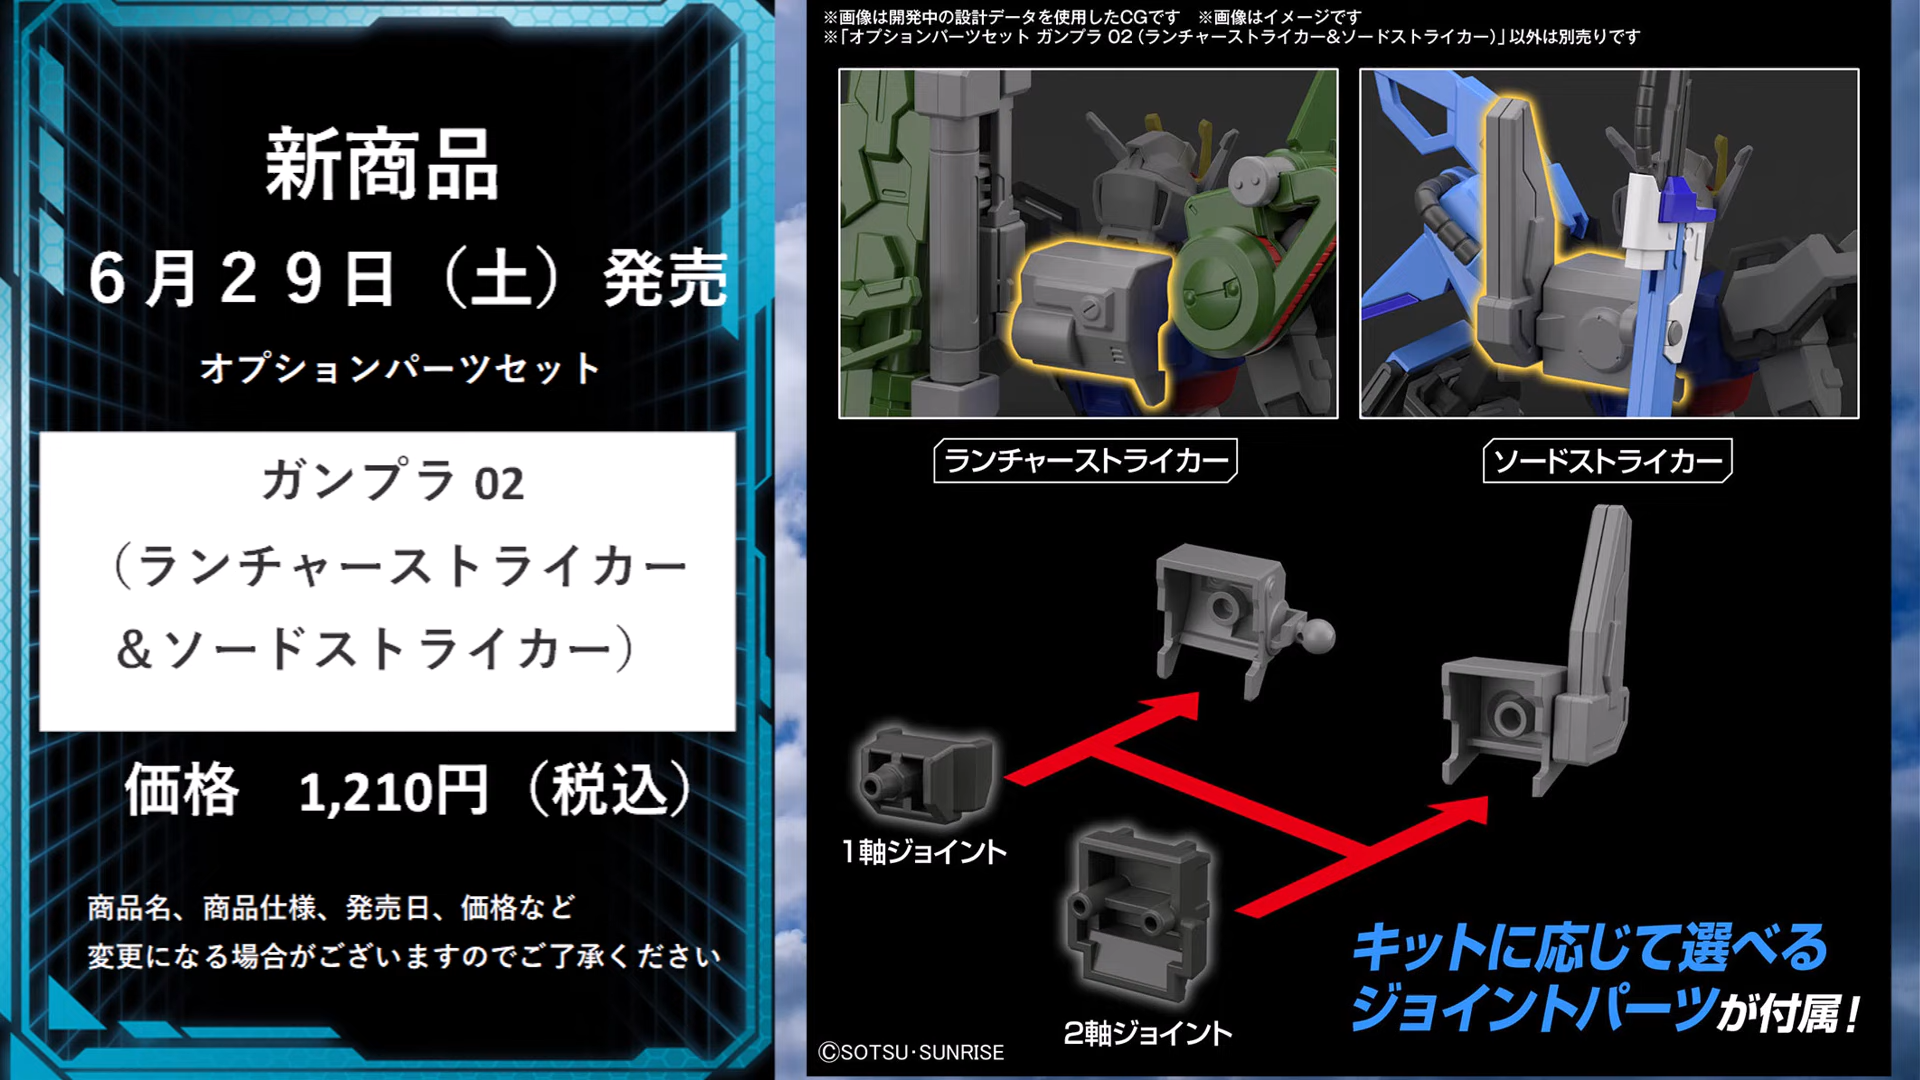 新商品
６月２９日（土）発売
オプションパーツセット
ガンプラ 02
（ランチャーストライカー
＆ソードストライカー）
価格　1,210円（税込）
商品名、商品仕様、発売日、価格など
変更になる場合がございますのでご了承ください
※画像は開発中の設計データを使用したCGです　※画像はイメージです
※「オプションパーツセット ガンプラ 02（ランチャーストライカー&ソードストライカー）」以外は別売りです
ランチャーストライカー
ソードストライカー
1軸ジョイント
2軸ジョイント
キットに応じて選べる
ジョイントパーツが付属！
©SOTSU･SUNRISE